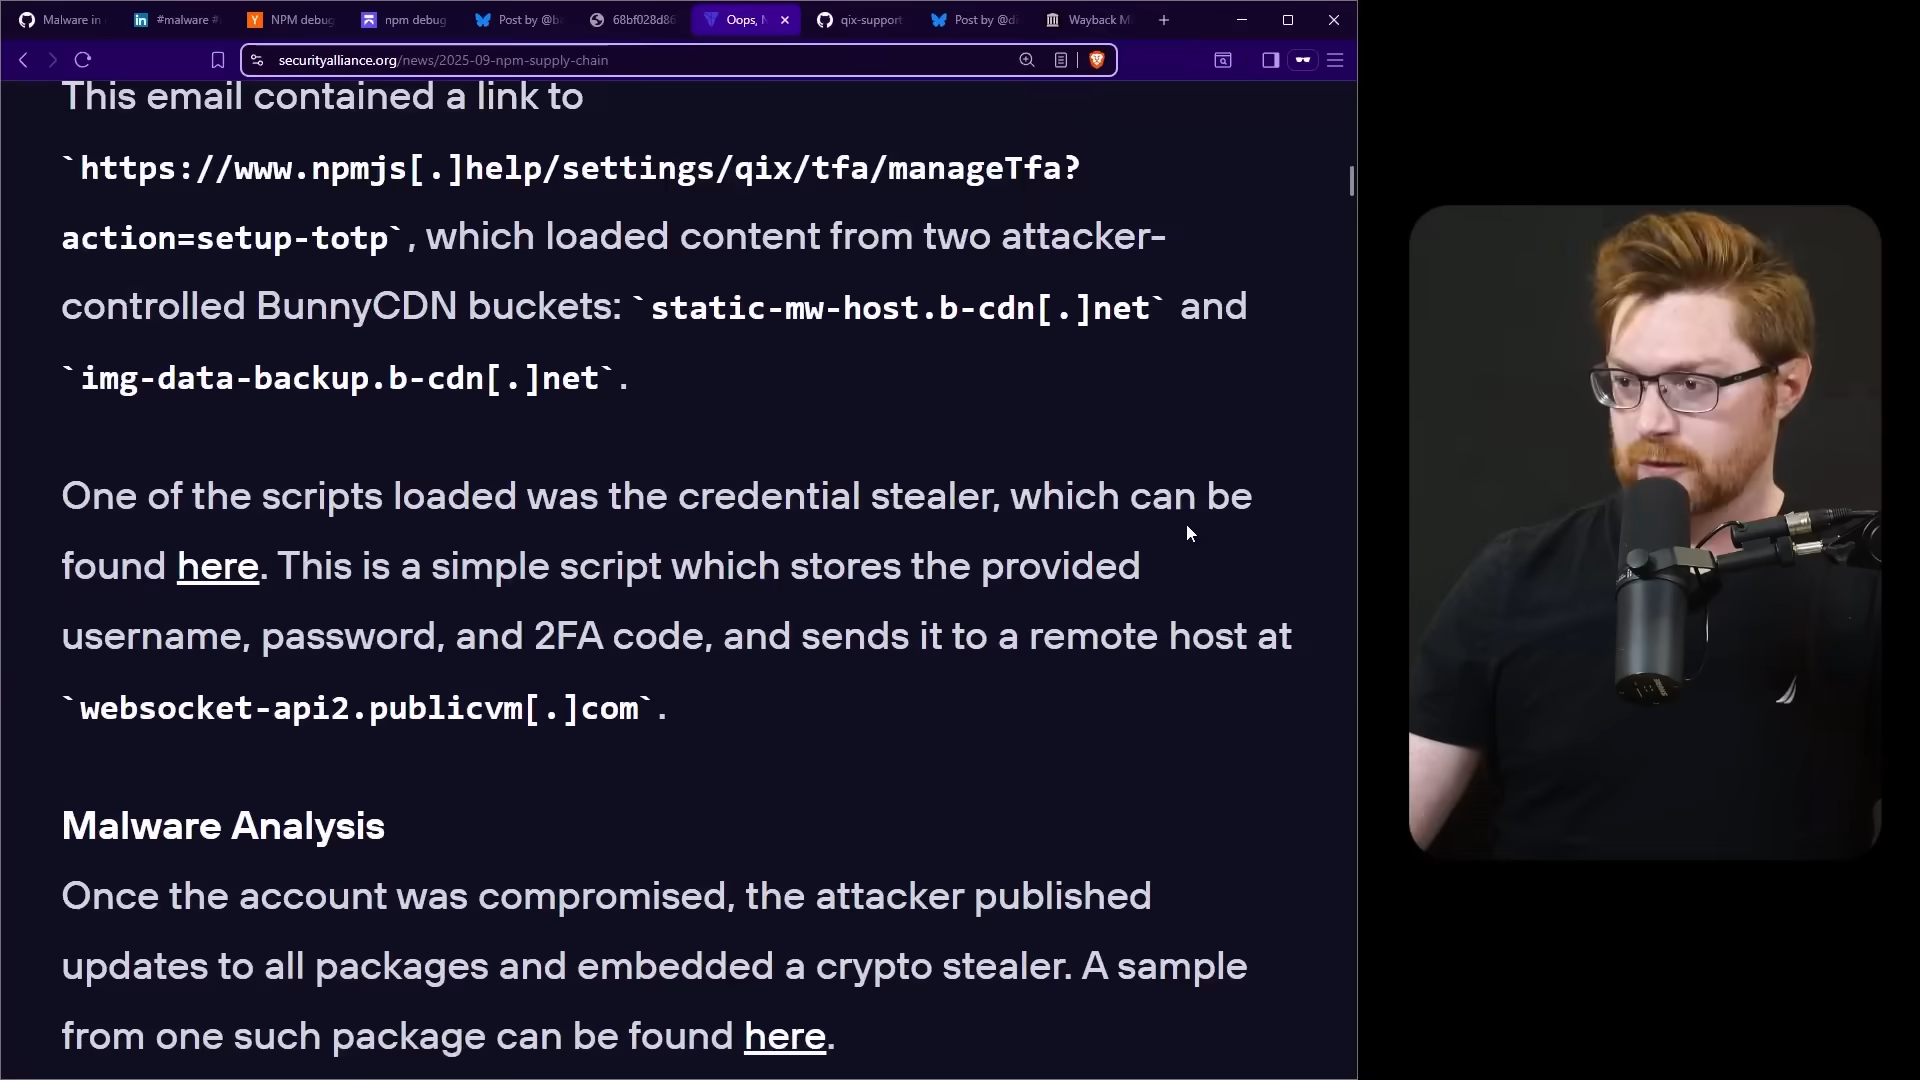 Malware in
#malware #
NPM debug
npm debug
Post by @b
68bf028d86
Oops, N
qix-support
Post by @d
Wayback M
securityalliance.org/news/2025-09-npm-supply-chain
This email contained a link to
`https://www.npmjs[.]help/settings/qix/tfa/manageTfa?
action=setup-totp`, which loaded content from two attacker-
controlled BunnyCDN buckets: `static-mw-host.b-cdn[.]net` and
`img-data-backup.b-cdn[.]net`.
One of the scripts loaded was the credential stealer, which can be
found here. This is a simple script which stores the provided
username, password, and 2FA code, and sends it to a remote host at
`websocket-api2.publicvm[.]com`.
Malware Analysis
Once the account was compromised, the attacker published
updates to all packages and embedded a crypto stealer. A sample
from one such package can be found here.